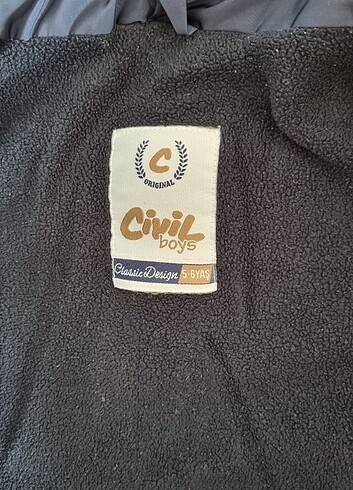 C
ORIGINAL
CiviL
boys
Classic Design 5-6YAŞ